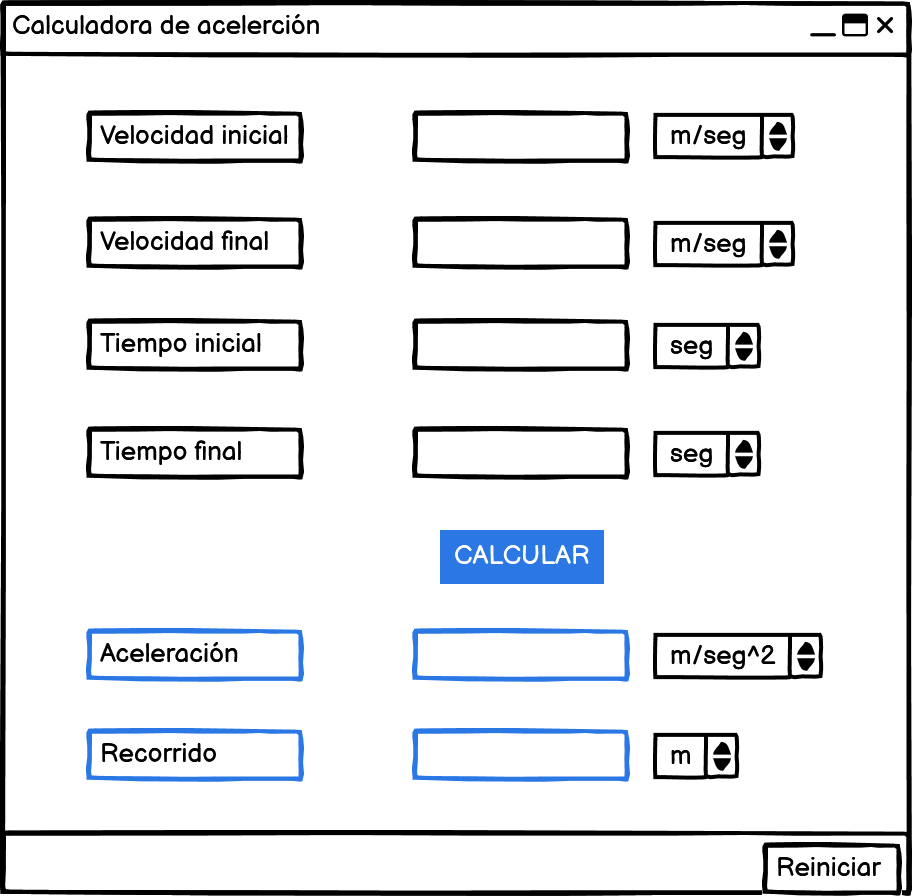 Calculadora de acelerción
Velocidad inicial
m/seg
Velocidad final
m/seg
Tiempo inicial
seg
Tiempo final
seg
CALCULAR
Aceleración
m/seg^2
Recorrido
m
Reiniciar